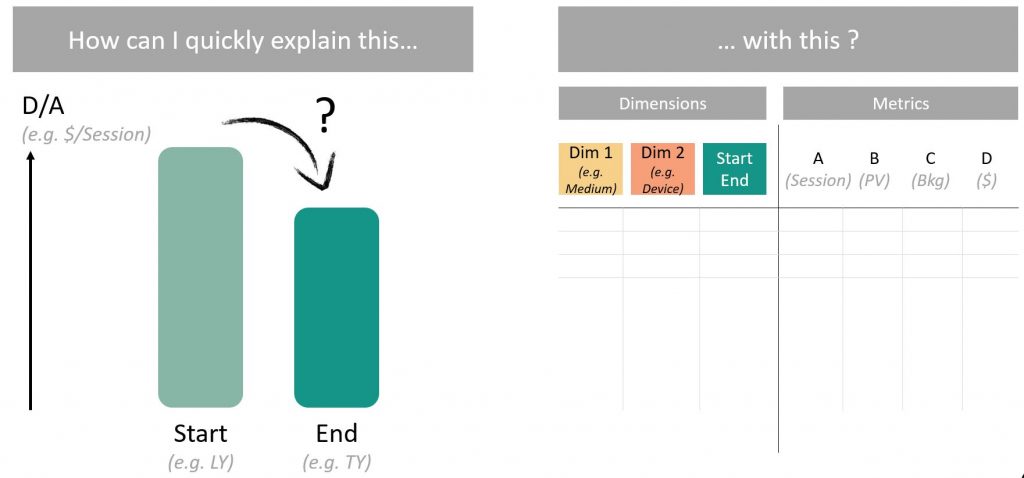 How can I quickly explain this...
... with this ?
D/A
(e.g. $/Session)
?
Start
(e.g. LY)
End
(e.g. TY)
Dimensions
Metrics
Dim 1
(e.g.
Medium)
Dim 2
(e.g.
Device)
Start
End
A
(Session)
B
(PV)
C
(Bkg)
D
($)